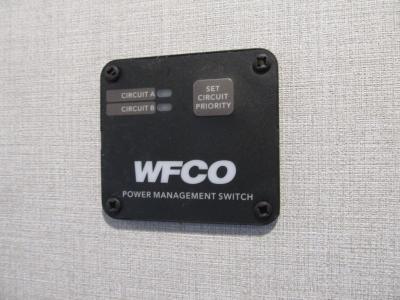 CIRCUIT A
CIRCUIT B
SET
CIRCUIT
PRIORITY
WFCO
POWER MANAGEMENT SWITCH